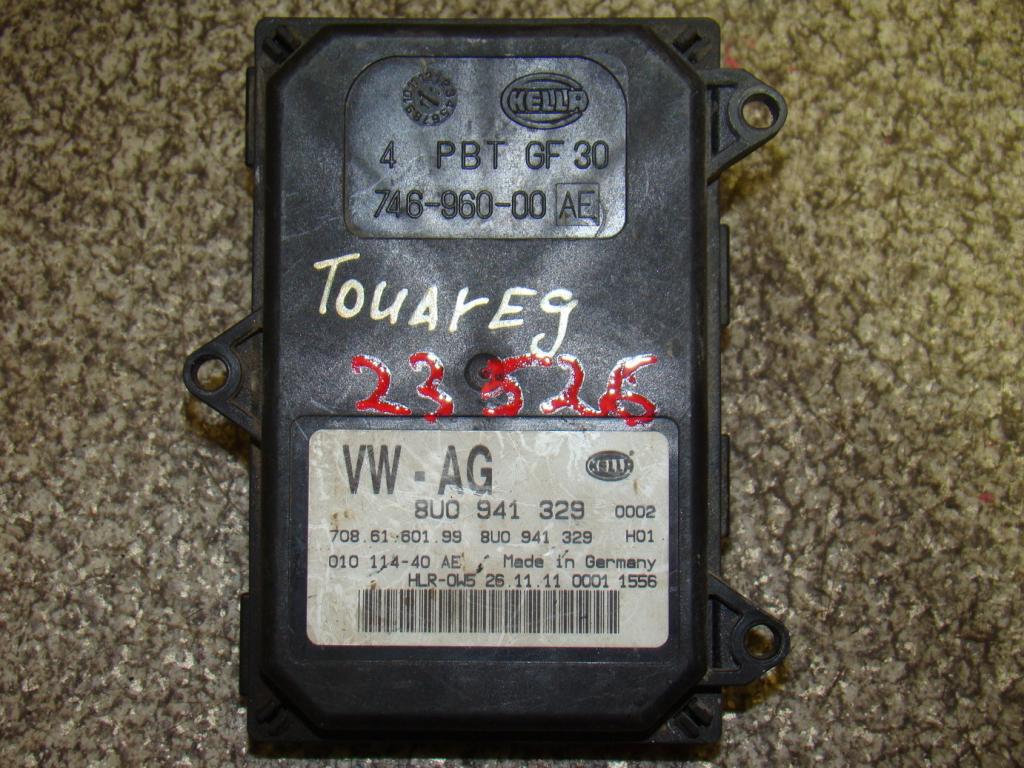 HELLA
4 PBT GF 30
746-960-00 AE
TOUAREG
23 526
VW - AG HELLA
8U0 941 329 0002
708.61-601.99 8U0 941 329 H01
010 114-40 AE Made in Germany
HLR-0W5 26.11.11 0001 1556